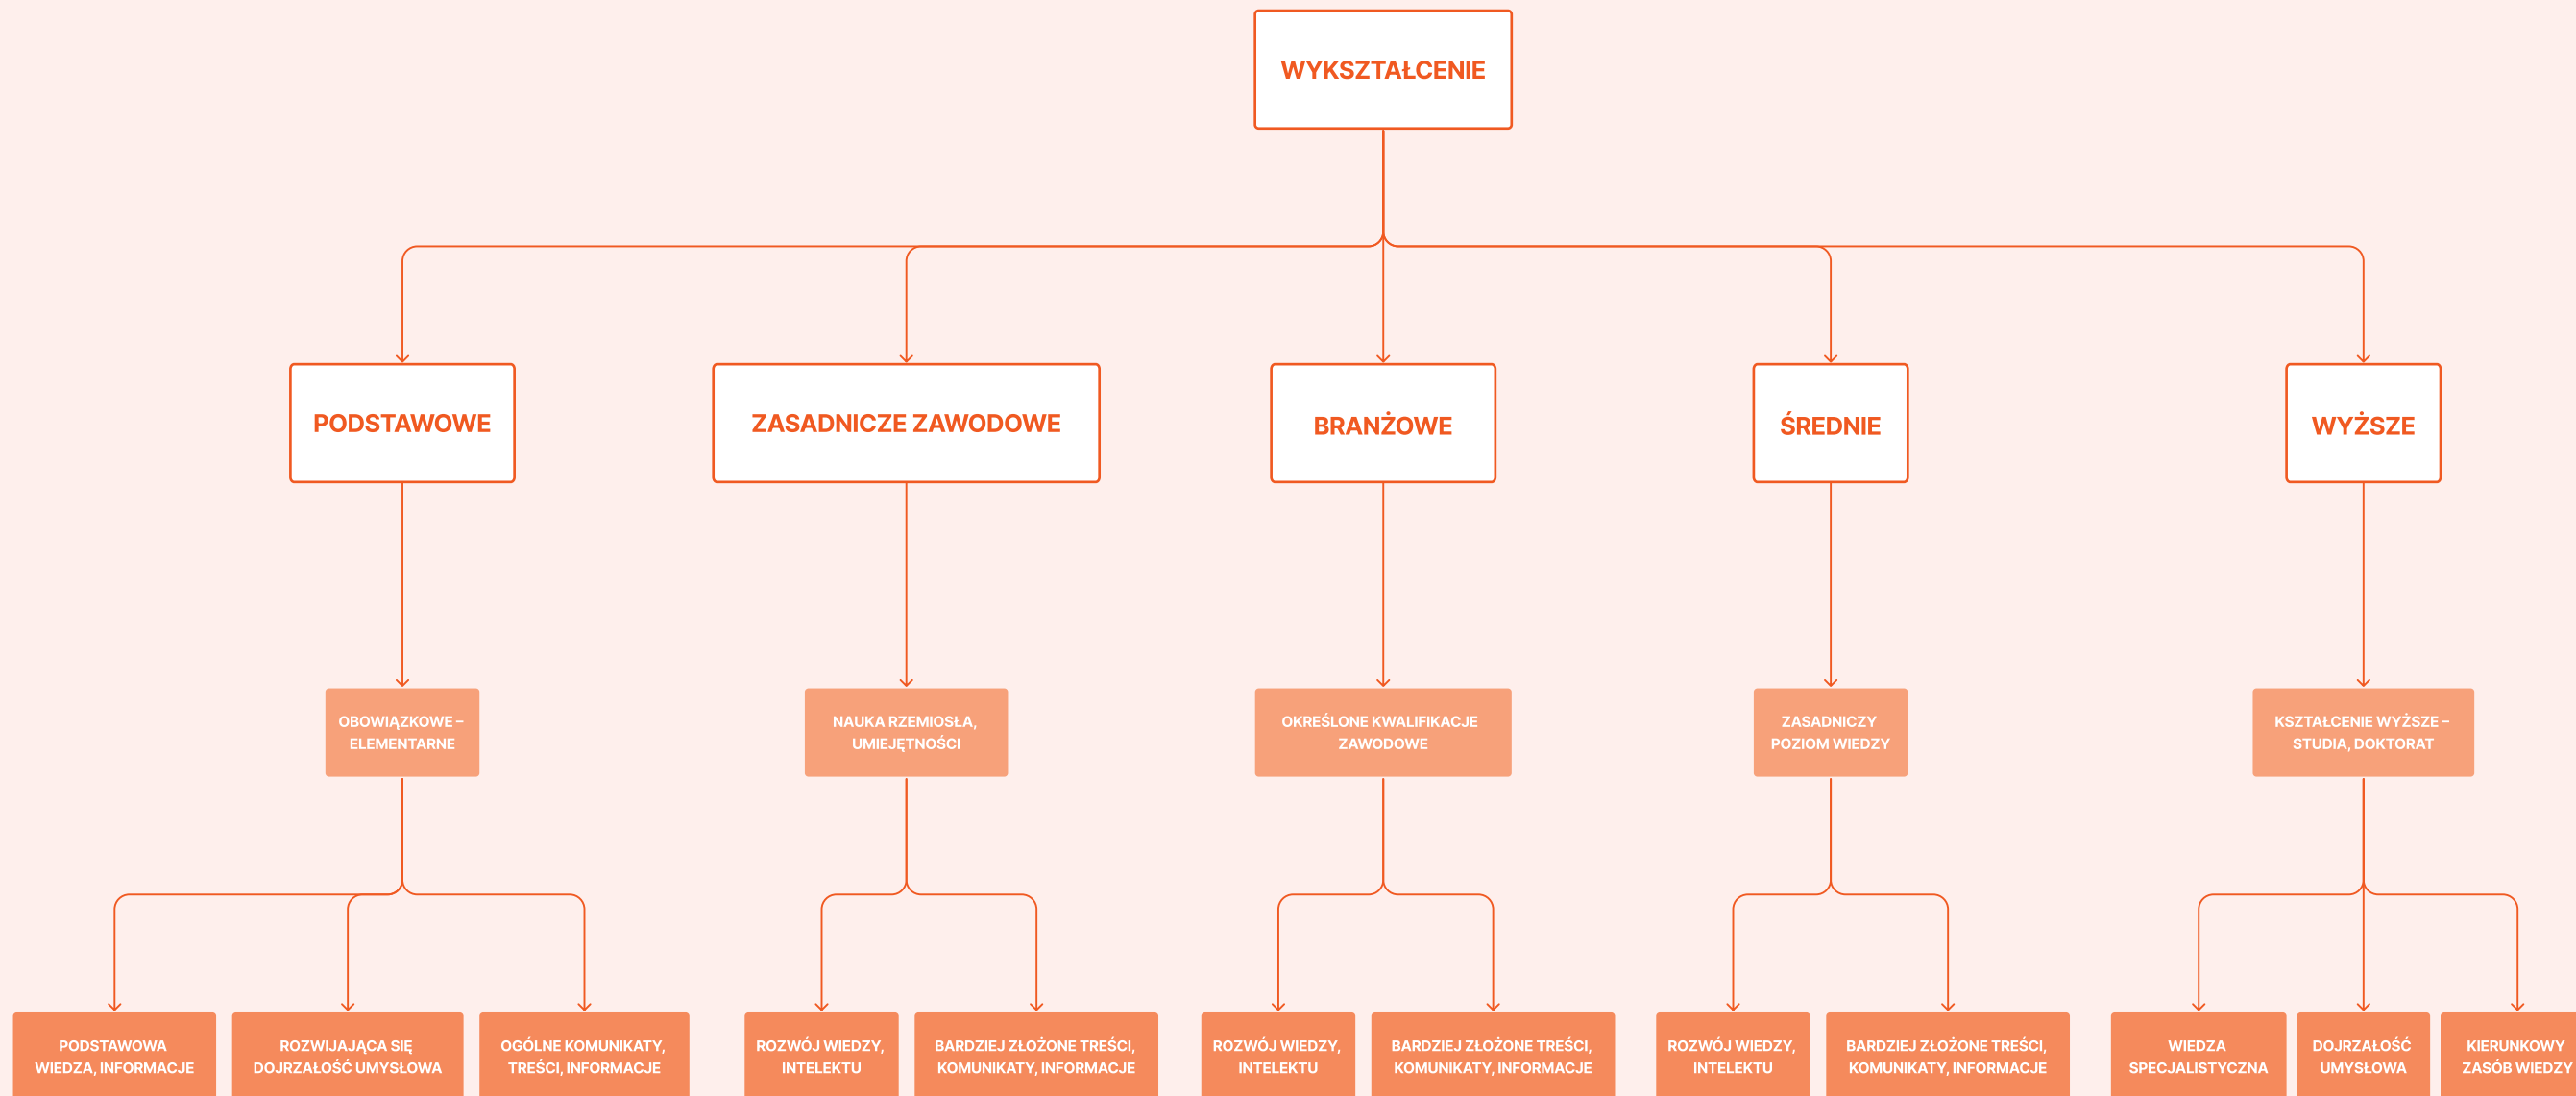 WYKSZTAŁCENIE
PODSTAWOWE
ZASADNICZE ZAWODOWE
BRANŻOWE
ŚREDNIE
WYŻSZE
OBOWIĄZKOWE –
ELEMENTARNE
NAUKA RZEMIOSŁA,
UMIEJĘTNOŚCI
OKREŚLONE KWALIFIKACJE
ZAWODOWE
ZASADNICZY
POZIOM WIEDZY
KSZTAŁCENIE WYŻSZE –
STUDIA, DOKTORAT
PODSTAWOWA
WIEDZA, INFORMACJE
ROZWIJAJĄCA SIĘ
DOJRZAŁOŚĆ UMYSŁOWA
OGÓLNE KOMUNIKATY,
TREŚCI, INFORMACJE
ROZWÓJ WIEDZY,
INTELEKTU
BARDZIEJ ZŁOŻONE TREŚCI,
KOMUNIKATY, INFORMACJE
ROZWÓJ WIEDZY,
INTELEKTU
BARDZIEJ ZŁOŻONE TREŚCI,
KOMUNIKATY, INFORMACJE
ROZWÓJ WIEDZY,
INTELEKTU
BARDZIEJ ZŁOŻONE TREŚCI,
KOMUNIKATY, INFORMACJE
WIEDZA
SPECJALISTYCZNA
DOJRZAŁOŚĆ
UMYSŁOWA
KIERUNKOWY
ZASÓB WIEDZY